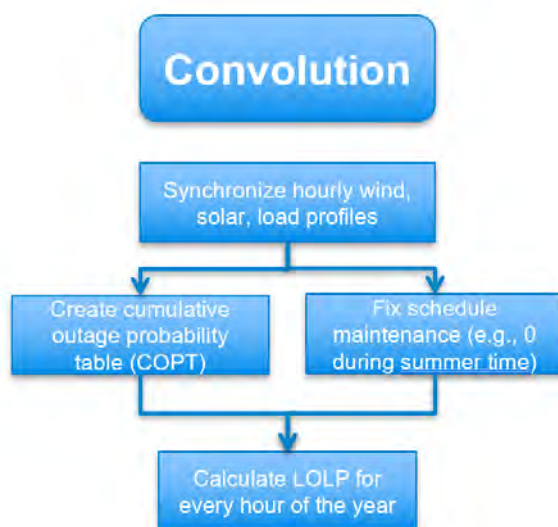 Convolution
Synchronize hourly wind,
solar, load profiles
Create cumulative
outage probability
table (COPT)
Fix schedule
maintenance (e.g., 0
during summer time)
Calculate LOLP for
every hour of the year